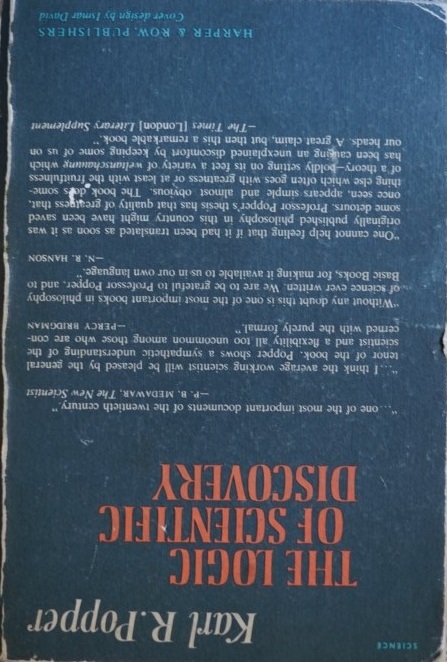 SCIENCE
Karl R. Popper
THE LOGIC
OF SCIENTIFIC
DISCOVERY
"... one of the most important documents of the twentieth century."
—P. B. MEDAWAR, The New Scientist
"... I think the average working scientist will be pleased by the general
tenor of the book. Popper shows a sympathetic understanding of the
scientist and a flexibility all too uncommon among those who are con-
cerned with the purely formal."
—PERCY BRIDGMAN
"Without any doubt this is one of the most important books in philosophy
of science ever written. We are to be grateful to Professor Popper, and to
Basic Books, for making it available to us in our own language."
—N. R. HANSON
"One cannot help feeling that if it had been translated as soon as it was
originally published philosophy in this country might have been saved
some detours. Professor Popper's thesis has that quality of greatness that,
once seen, appears simple and almost obvious. The book does some-
thing else which often goes with greatness or at least with the fruitfulness
of a theory—boldly setting on its feet a variety of weltanschauung which
has been causing an unexplained discomfort by keeping some of us on
our heads. A great claim, but then this a remarkable book."
—The Times [London] Literary Supplement
HARPER & ROW, PUBLISHERS
Cover design by Ismar David